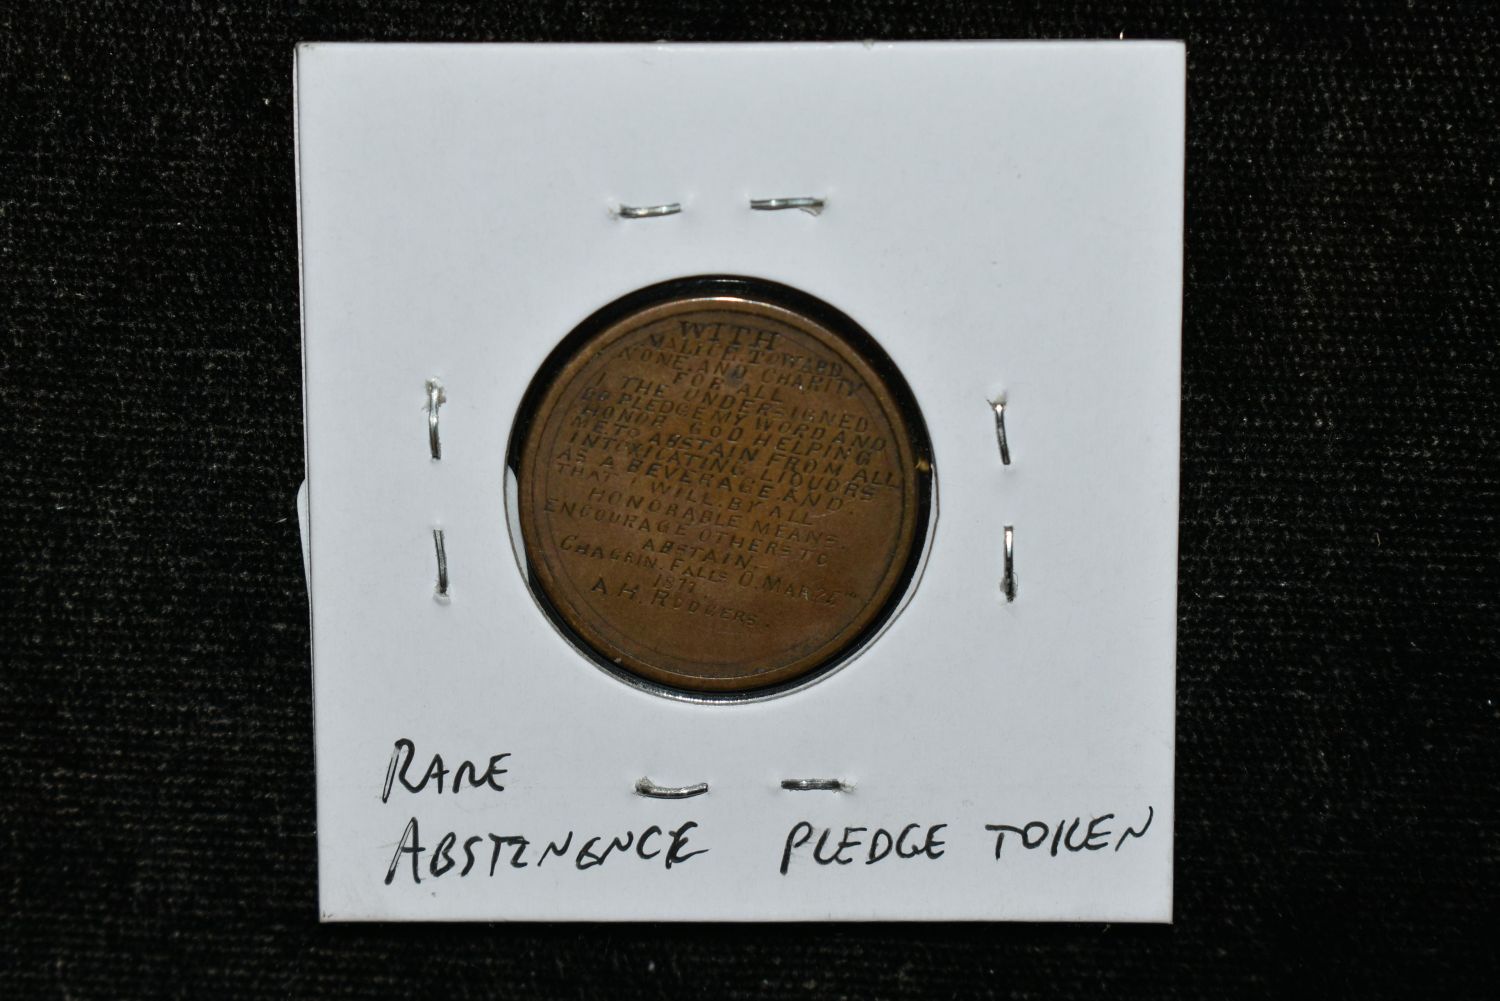 WITH
MALICE TOWARD
NONE AND CHARITY
FOR ALL
I THE UNDERSIGNED
DO PLEDGE MY WORD AND
HONOR GOD HELPING
ME TO ABSTAIN FROM ALL
INTOXICATING LIQUORS
AS A BEVERAGE AND
THAT I WILL BY ALL
HONORABLE MEANS
ENCOURAGE OTHERS TO
ABSTAIN.
CHAGRIN FALLS O. MAR
1877
A.H. RODGERS.
RARE
ABSTINENCE PLEDGE TOKEN